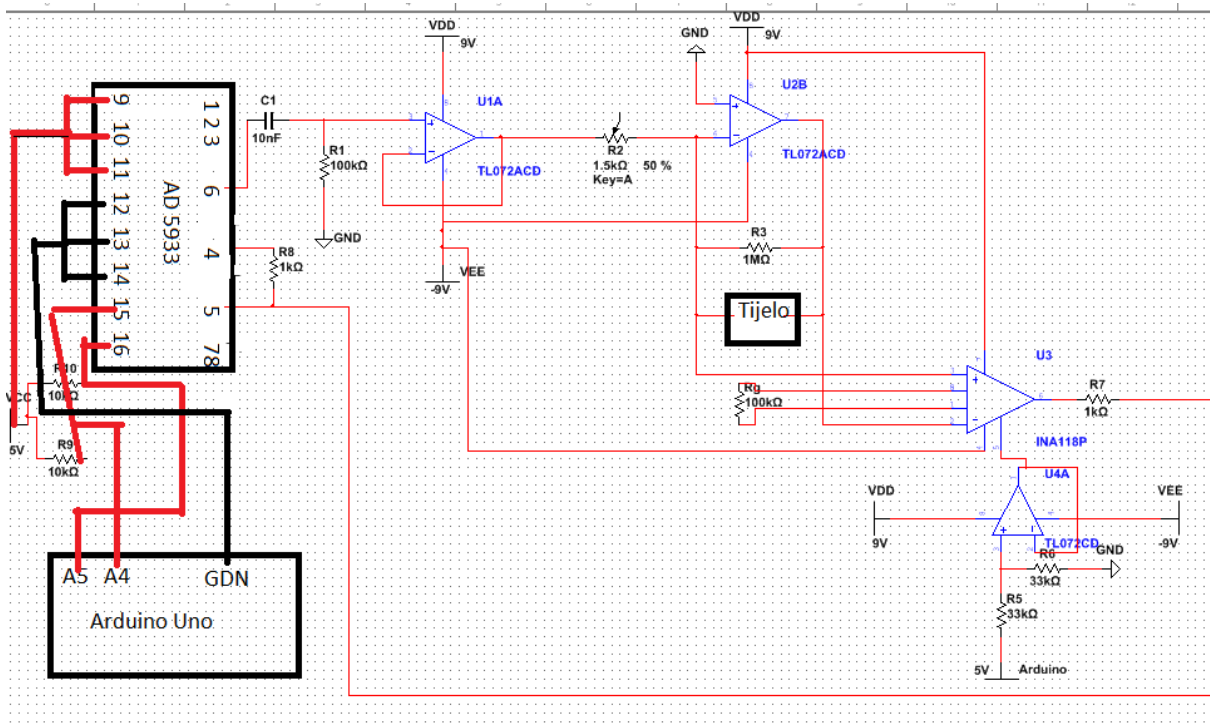 VDD
9V
GND
VDD
9V
9
10
11
12
13
14
15
16
AD 5933
1 2 3
6
4
5
78
C1
10nF
R1
100kΩ
GND
R8
1kΩ
U1A
TL072ACD
R2
1.5kΩ 50 %
Key=A
U2B
TL072ACD
VEE
-9V
R3
1MΩ
Tijelo
Rg
100kΩ
U3
INA118P
R7
1kΩ
R10
10kΩ
VCC
5V
R9
10kΩ
U4A
TL072CD
VDD
9V
VEE
-9V
R6
33kΩ
GND
R5
33kΩ
5V Arduino
A5 A4 GDN
Arduino Uno